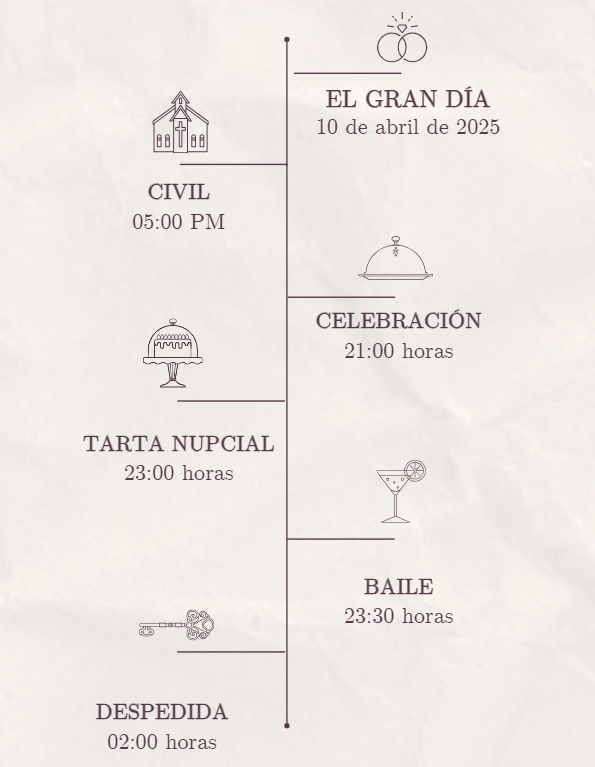 EL GRAN DÍA
10 de abril de 2025
CIVIL
05:00 PM
CELEBRACIÓN
21:00 horas
TARTA NUPCIAL
23:00 horas
BAILE
23:30 horas
DESPEDIDA
02:00 horas